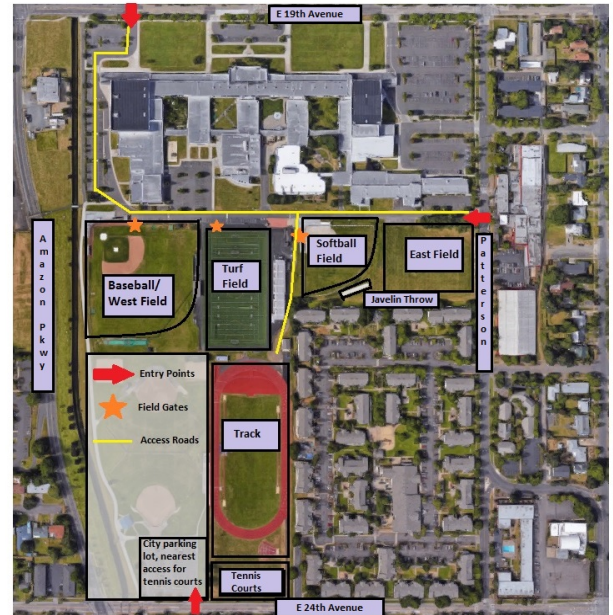 E 19th Avenue
Amazon Pkwy
Patterson
Softball
Field
East Field
Turf
Field
Baseball/
West Field
Javelin Throw
Entry Points
Field Gates
Access Roads
Track
City parking
lot, nearest
access for
tennis courts
Tennis
Courts
E 24th Avenue